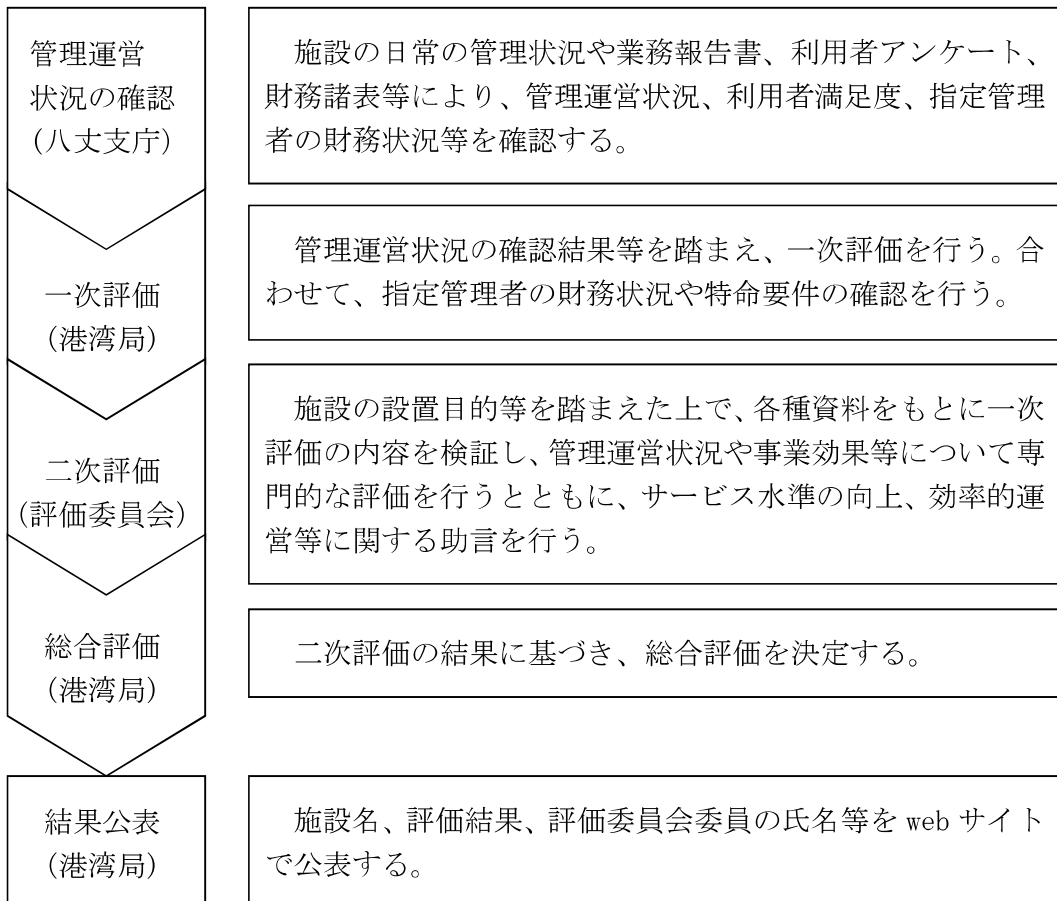 管理運営
状況の確認
(八丈支庁)
施設の日常の管理状況や業務報告書、利用者アンケート、
財務諸表等により、管理運営状況、利用者満足度、指定管理
者の財務状況等を確認する。
一次評価
(港湾局)
管理運営状況の確認結果等を踏まえ、一次評価を行う。合
わせて、指定管理者の財務状況や特命要件の確認を行う。
二次評価
(評価委員会)
施設の設置目的等を踏まえた上で、各種資料をもとに一次
評価の内容を検証し、管理運営状況や事業効果等について専
門的な評価を行うとともに、サービス水準の向上、効率的運
営等に関する助言を行う。
総合評価
(港湾局)
二次評価の結果に基づき、総合評価を決定する。
結果公表
(港湾局)
施設名、評価結果、評価委員会委員の氏名等を web サイト
で公表する。